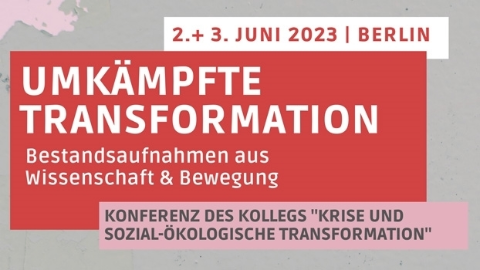 2.+ 3. JUNI 2023 | BERLIN
UMKÄMPFTE
TRANSFORMATION
Bestandsaufnahmen aus
Wissenschaft & Bewegung
KONFERENZ DES KOLLEGS "KRISE UND
SOZIAL-ÖKOLOGISCHE TRANSFORMATION"